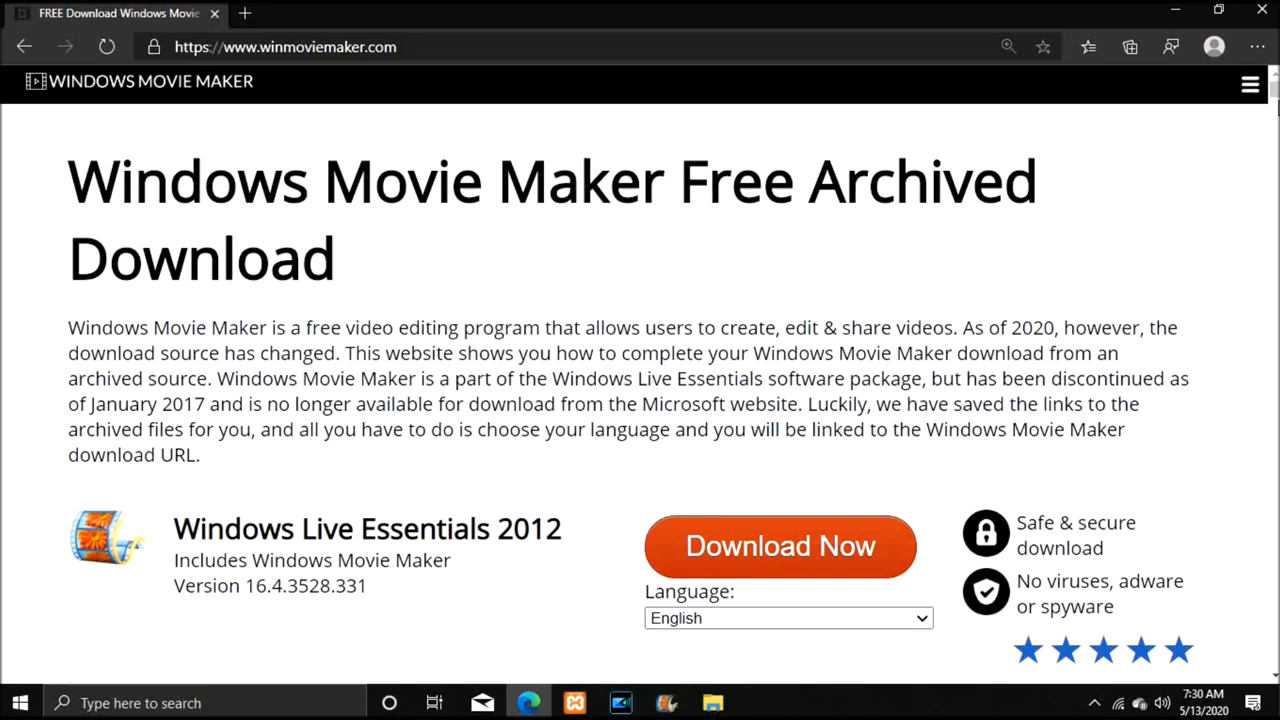 FREE Download Windows Movie
https://www.winmoviemaker.com
WINDOWS MOVIE MAKER
Windows Movie Maker Free Archived
Download
Windows Movie Maker is a free video editing program that allows users to create, edit & share videos. As of 2020, however, the
download source has changed. This website shows you how to complete your Windows Movie Maker download from an
archived source. Windows Movie Maker is a part of the Windows Live Essentials software package, but has been discontinued as
of January 2017 and is no longer available for download from the Microsoft website. Luckily, we have saved the links to the
archived files for you, and all you have to do is choose your language and you will be linked to the Windows Movie Maker
download URL.
Windows Live Essentials 2012
Includes Windows Movie Maker
Version 16.4.3528.331
Download Now
Language:
English
Safe & secure
download
No viruses, adware
or spyware
Type here to search
7:30 AM
5/13/2020